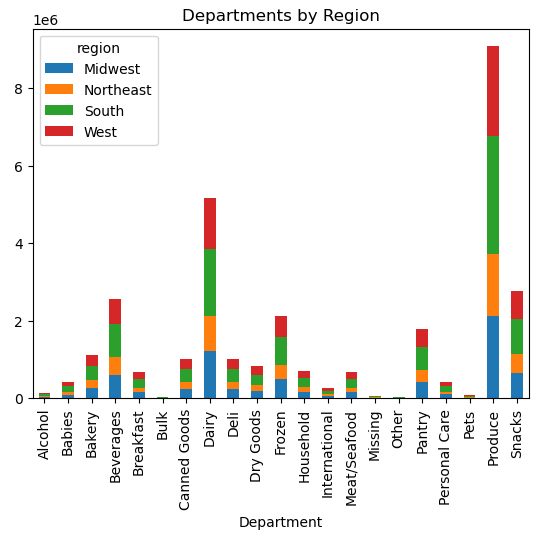 Departments by Region
1e6
region
Midwest
Northeast
South
West
8
6
4
2
0
Alcohol
Babies
Bakery
Beverages
Breakfast
Bulk
Canned Goods
Dairy
Deli
Dry Goods
Frozen
Household
International
Meat/Seafood
Missing
Other
Pantry
Personal Care
Pets
Produce
Snacks
Department